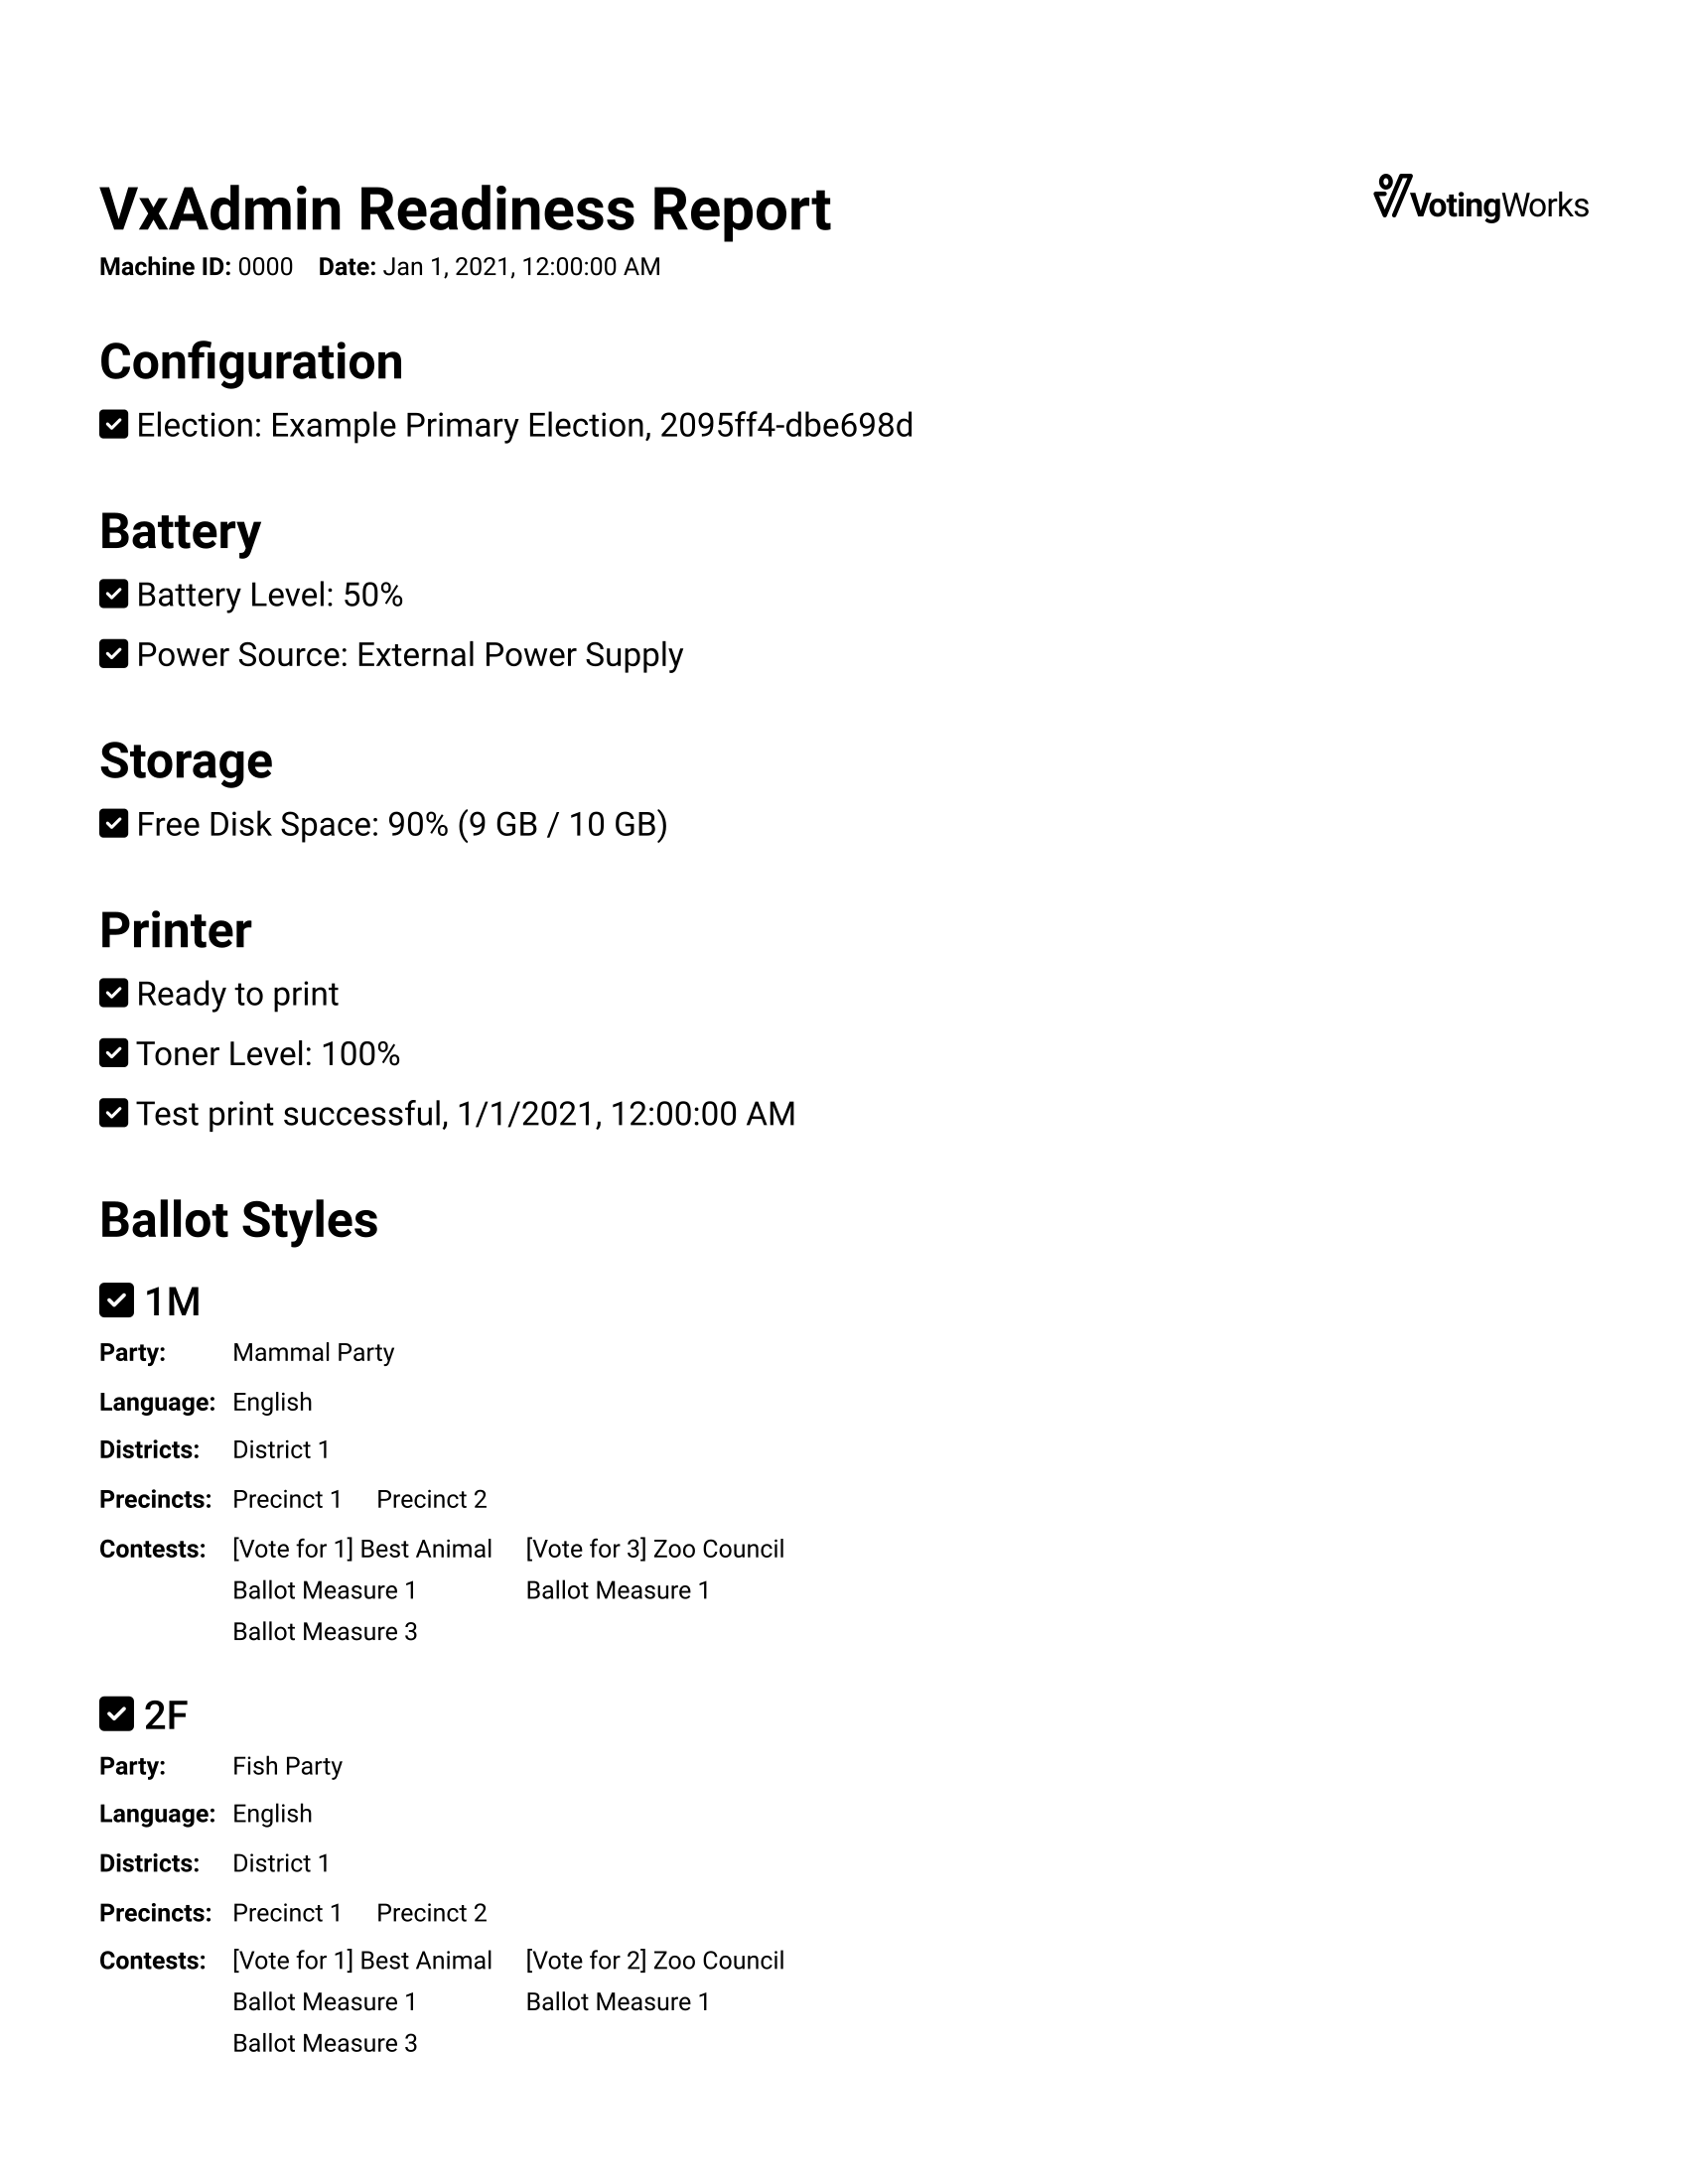 VxAdmin Readiness Report
VotingWorks
Machine ID: 0000 Date: Jan 1, 2021, 12:00:00 AM
Configuration
Election: Example Primary Election, 2095ff4-dbe698d
Battery
Battery Level: 50%
Power Source: External Power Supply
Storage
Free Disk Space: 90% (9 GB / 10 GB)
Printer
Ready to print
Toner Level: 100%
Test print successful, 1/1/2021, 12:00:00 AM
Ballot Styles
1M
Party: Mammal Party
Language: English
Districts: District 1
Precincts: Precinct 1 Precinct 2
Contests: [Vote for 1] Best Animal [Vote for 3] Zoo Council
Ballot Measure 1 Ballot Measure 1
Ballot Measure 3
2F
Party: Fish Party
Language: English
Districts: District 1
Precincts: Precinct 1 Precinct 2
Contests: [Vote for 1] Best Animal [Vote for 2] Zoo Council
Ballot Measure 1 Ballot Measure 1
Ballot Measure 3